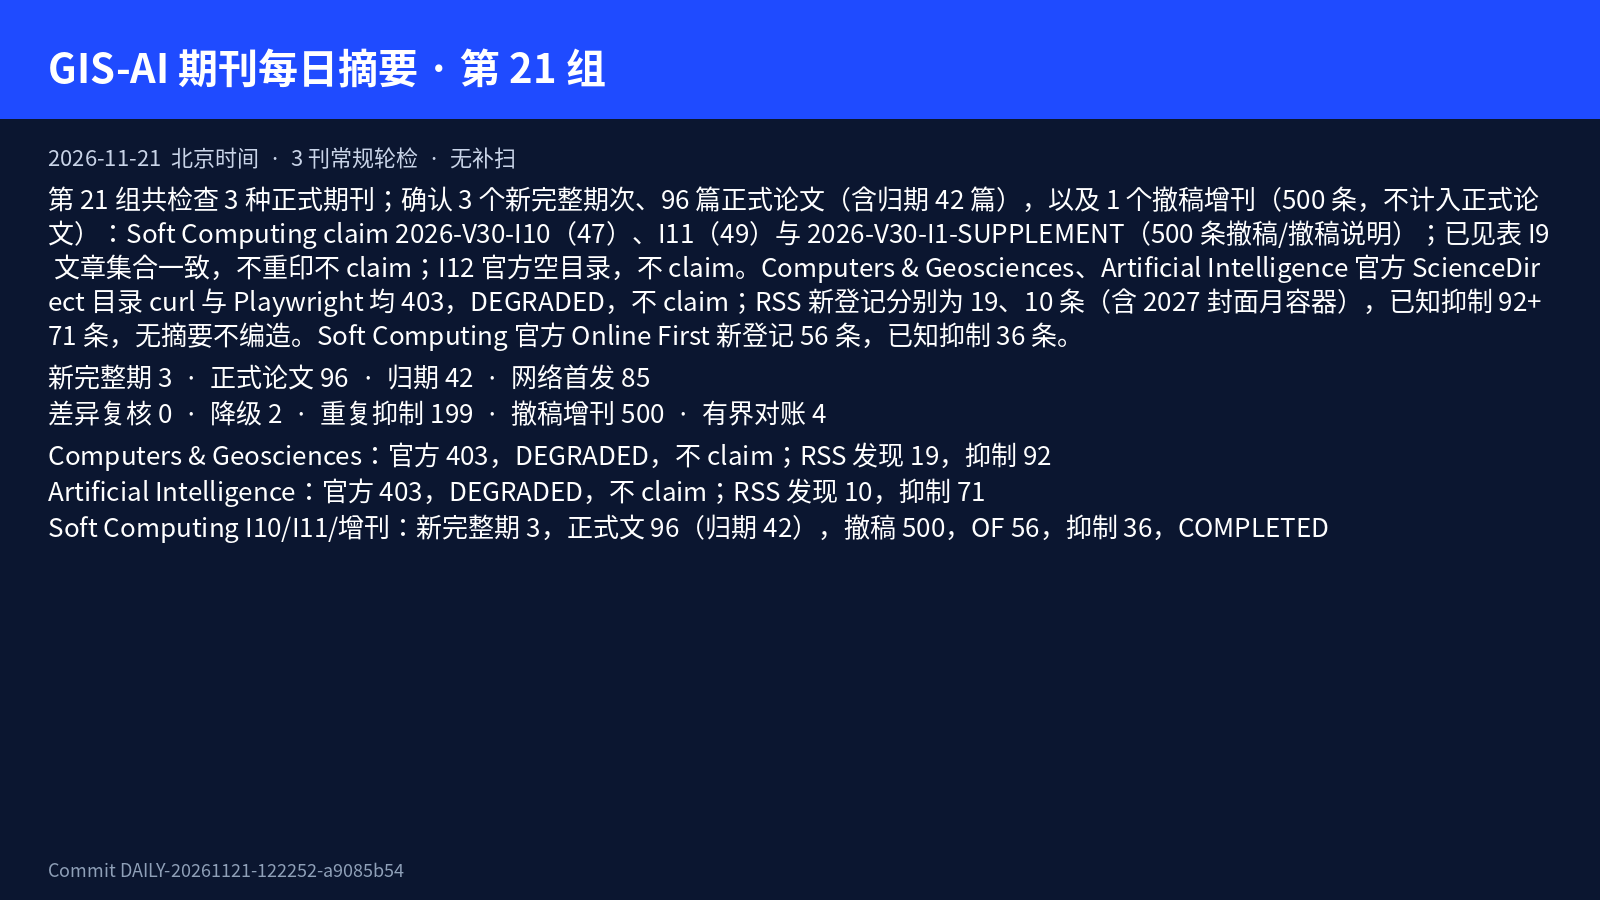 GIS-AI 期刊每日摘要 · 第 21 组
2026-11-21 北京时间 · 3 刊常规轮检 · 无补扫
第 21 组共检查 3 种正式期刊；确认 3 个新完整期次、96 篇正式论文（含归期 42 篇），以及 1 个撤稿增刊（500 条，不计入正式论
文）：Soft Computing claim 2026-V30-I10（47）、I11（49）与 2026-V30-I1-SUPPLEMENT（500 条撤稿/撤稿说明）；已见表 I9
文章集合一致，不重印不 claim；I12 官方空目录，不 claim。Computers & Geosciences、Artificial Intelligence 官方 ScienceDir
ect 目录 curl 与 Playwright 均 403，DEGRADED，不 claim；RSS 新登记分别为 19、10 条（含 2027 封面月容器），已知抑制 92+
71 条，无摘要不编造。Soft Computing 官方 Online First 新登记 56 条，已知抑制 36 条。
新完整期 3 · 正式论文 96 · 归期 42 · 网络首发 85
差异复核 0 · 降级 2 · 重复抑制 199 · 撤稿增刊 500 · 有界对账 4
Computers & Geosciences：官方 403，DEGRADED，不 claim；RSS 发现 19，抑制 92
Artificial Intelligence：官方 403，DEGRADED，不 claim；RSS 发现 10，抑制 71
Soft Computing I10/I11/增刊：新完整期 3，正式文 96（归期 42），撤稿 500，OF 56，抑制 36，COMPLETED
Commit DAILY-20261121-122252-a9085b54